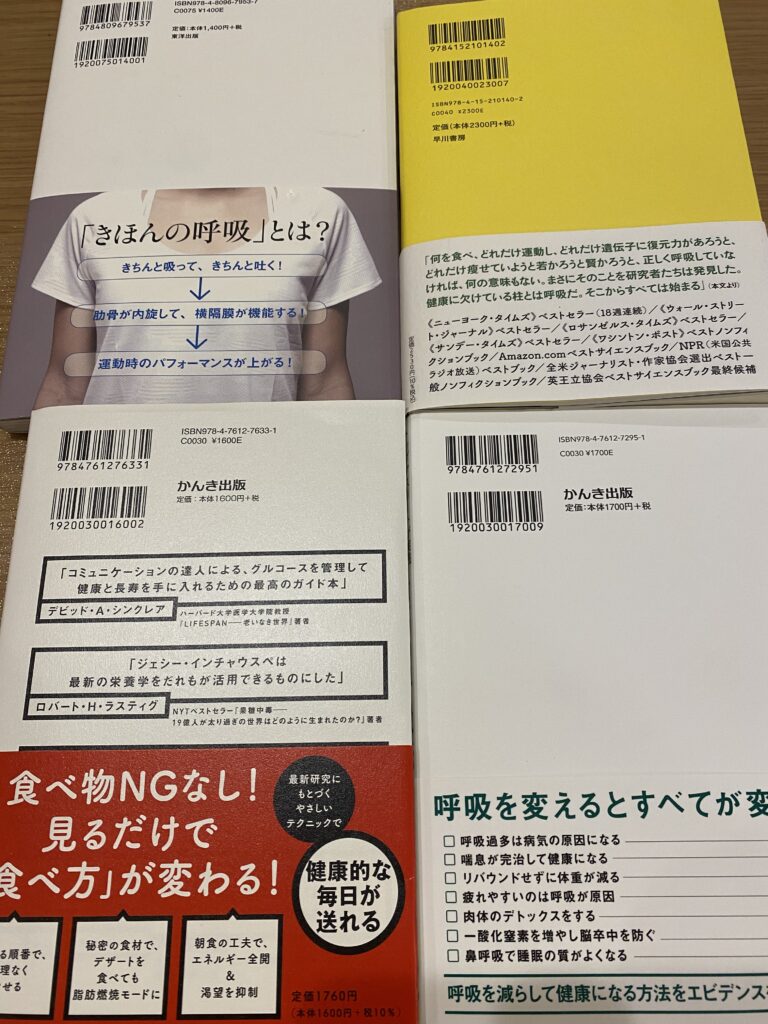 ISBN978-4-8096-7953-7
C0075 ¥1400E
9784809679537
定価:本体1,400円+税
東洋出版
1920075014001
「きほんの呼吸」とは?
きちんと吸って、きちんと吐く!
肋骨が内旋して、横隔膜が機能する!
運動時のパフォーマンスが上がる!
9784152101402
1920040023007
ISBN978-4-15-210140-2
C0040 ¥2300E
定価(本体2300円+税)
早川書房
「何を食べ、どれだけ運動し、どれだけ遺伝子に復元力があろうと、
どれだけ痩せていようと若かろうと賢かろうと、正しく呼吸していな
ければ、何の意味もない。まさにそのことを研究者たちは発見した。
健康に欠けている柱とは呼吸だ。そこからすべては始まる」(本文より)
《ニューヨーク・タイムズ》ベストセラー(18週連続)/《ウォール・ストリー
ト・ジャーナル》ベストセラー/《ロサンゼルス・タイムズ》ベストセラー/
《サンデー・タイムズ》ベストセラー/《ワシントン・ポスト》ベストノンフィ
クションブック/Amazon.comベストサイエンスブック/NPR(米国公共
ラジオ放送)ベストブック/全米ジャーナリスト・作家協会選出ベスト一
般ノンフィクションブック/英王立協会ベストサイエンスブック最終候補
定価2530円(10%税込)
ISBN978-4-7612-7633-1
C0030 ¥1600E
9784761276331
かんき出版
定価:本体1600円+税
1920030016002
「コミュニケーションの達人による、グルコースを管理して
健康と長寿を手に入れるための最高のガイド本」
デビッド・A・シンクレア
ハーバード大学医学大学院教授
『LIFESPAN――老いなき世界』著者
「ジェシー・インチャウスペは
最新の栄養学をだれもが活用できるものにした」
ロバート・H・ラスティグ
NYTベストセラー『果糖中毒――
19億人が太り過ぎの世界はどのように生まれたのか?』著者
食べ物NGなし!
見るだけで
食べ方」が変わる!
最新研究に
もとづく
やさしい
テクニックで
健康的な
毎日が
送れる
る順番で、
理なく
せる
秘密の食材で、
デザートを
食べても
脂肪燃焼モードに
朝食の工夫で、
エネルギー全開
&
渇望を抑制
定価1760円
(本体1600円+税10%)
ISBN978-4-7612-7295-1
C0030 ¥1700E
9784761272951
かんき出版
定価:本体1700円+税
1920030017009
呼吸を変えるとすべてが変
□ 呼吸過多は病気の原因になる
□ 喘息が完治して健康になる
□ リバウンドせずに体重が減る
□ 疲れやすいのは呼吸が原因
□ 肉体のデトックスをする
□ 一酸化窒素を増やし脳卒中を防ぐ
□ 鼻呼吸で睡眠の質がよくなる
呼吸を減らして健康になる方法をエビデンス